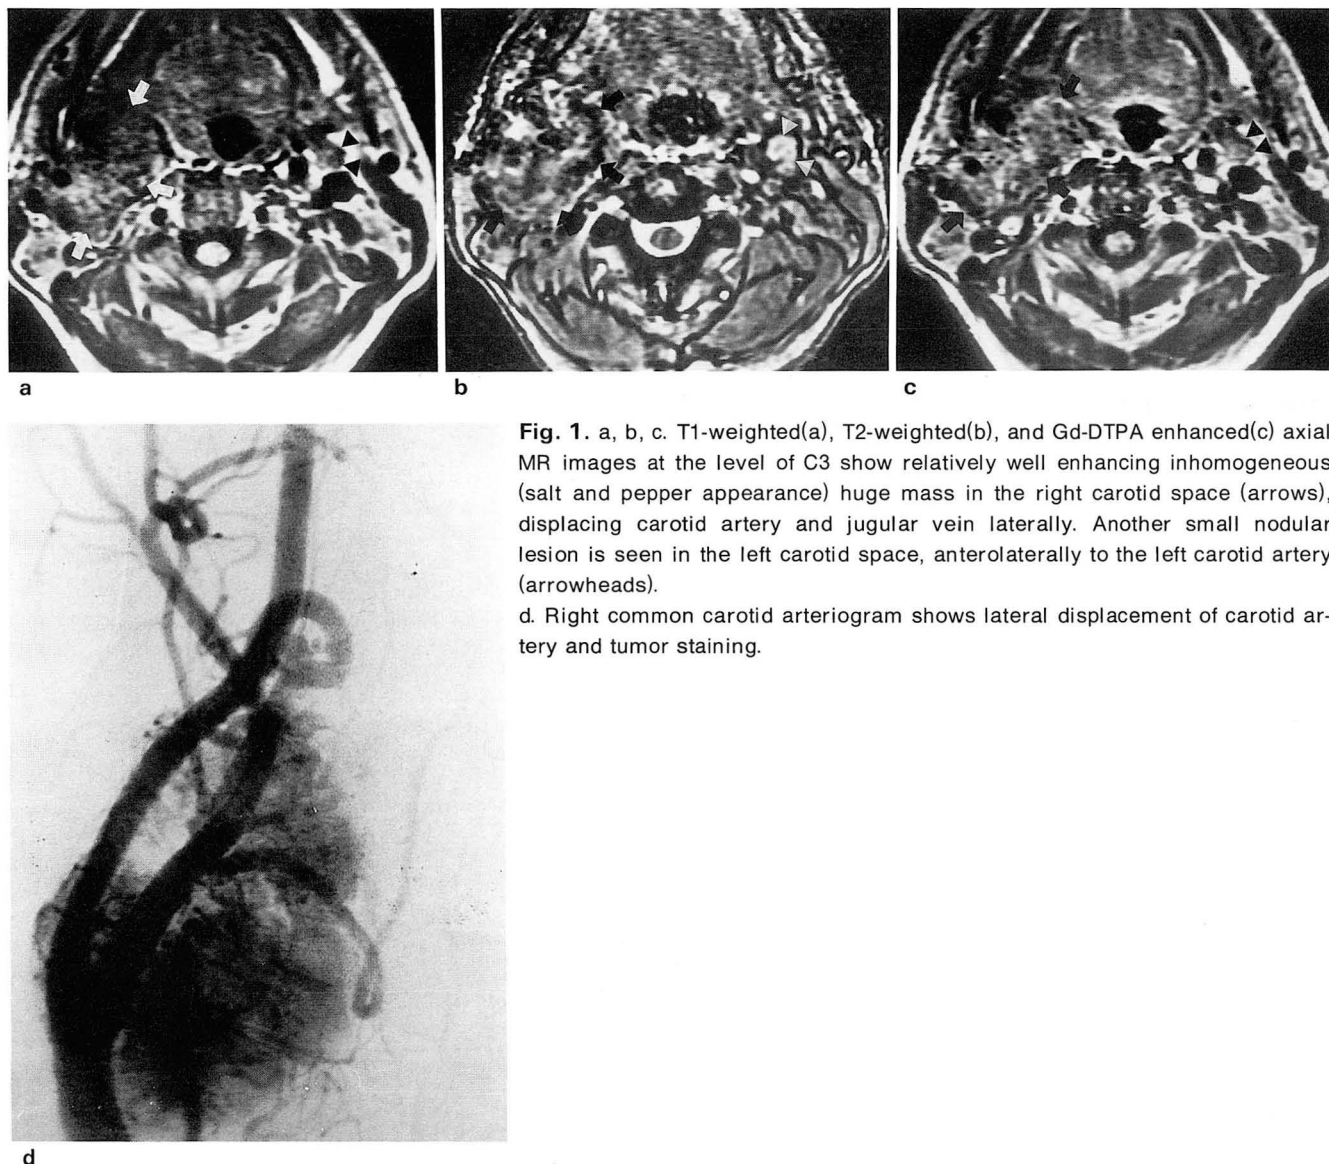 a
b
c
Fig. 1. a, b, c. T1-weighted(a), T2-weighted(b), and Gd-DTPA enhanced(c) axial
MR images at the level of C3 show relatively well enhancing inhomogeneous
(salt and pepper appearance) huge mass in the right carotid space (arrows),
displacing carotid artery and jugular vein laterally. Another small nodular
lesion is seen in the left carotid space, anterolaterally to the left carotid artery
(arrowheads).
d. Right common carotid arteriogram shows lateral displacement of carotid ar-
tery and tumor staining.
d